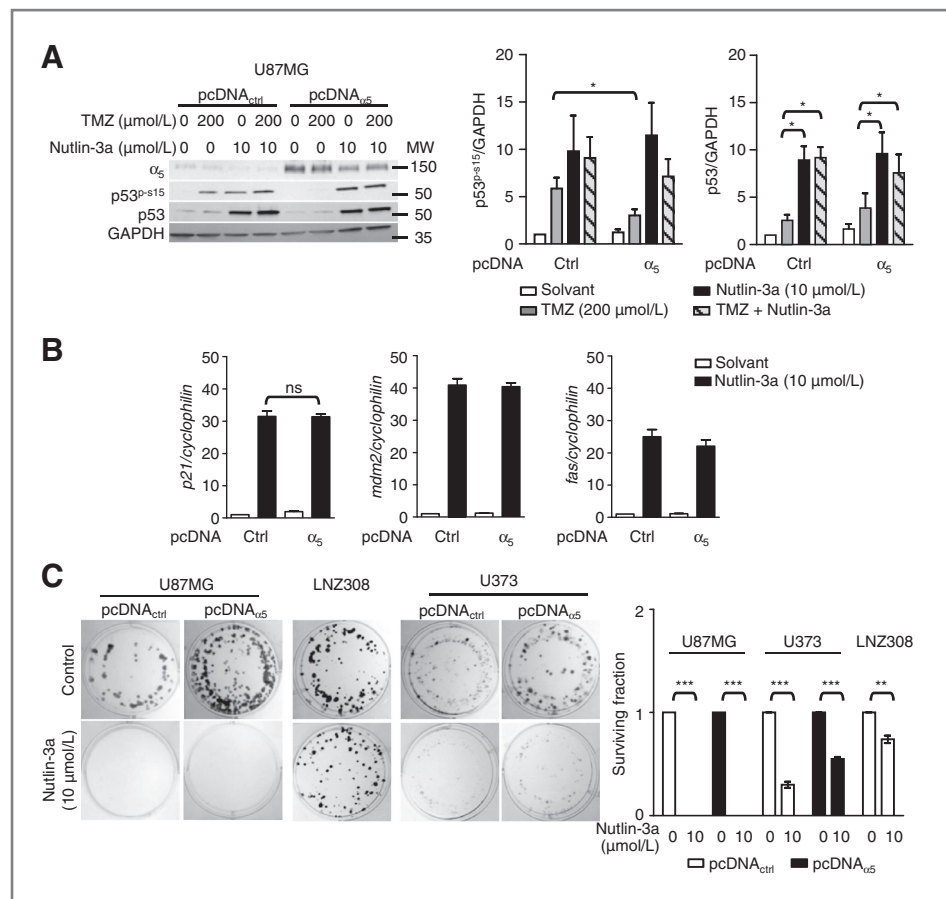 A
U87MG
pcDNActrl pcDNAα5
TMZ (μmol/L) 0 200 0 200 0 200 0 200
Nutlin-3a (μmol/L) 0 0 10 10 0 0 10 10 MW
α5 150
p53p-s15 50
p53 50
GAPDH 35
p53p-s15/GAPDH
20
15
10
5
0
*
pcDNA Ctrl α5
p53/GAPDH
20
15
10
5
0
* * * *
pcDNA Ctrl α5
Solvant
TMZ (200 μmol/L)
Nutlin-3a (10 μmol/L)
TMZ + Nutlin-3a
B
p21/cyclophilin
50
40
30
20
10
0
ns
pcDNA Ctrl α5
mdm2/cyclophilin
50
40
30
20
10
0
pcDNA Ctrl α5
fas/cyclophilin
50
40
30
20
10
0
pcDNA Ctrl α5
Solvant
Nutlin-3a (10 μmol/L)
C
U87MG LNZ308 U373
pcDNActrl pcDNAα5 pcDNActrl pcDNAα5
Control
Nutlin-3a
(10 μmol/L)
Surviving fraction
2
1
0
U87MG U373 LNZ308
*** *** *** *** **
Nutlin-3a 0 10 0 10 0 10 0 10 0 10
(μmol/L)
pcDNActrl pcDNAα5